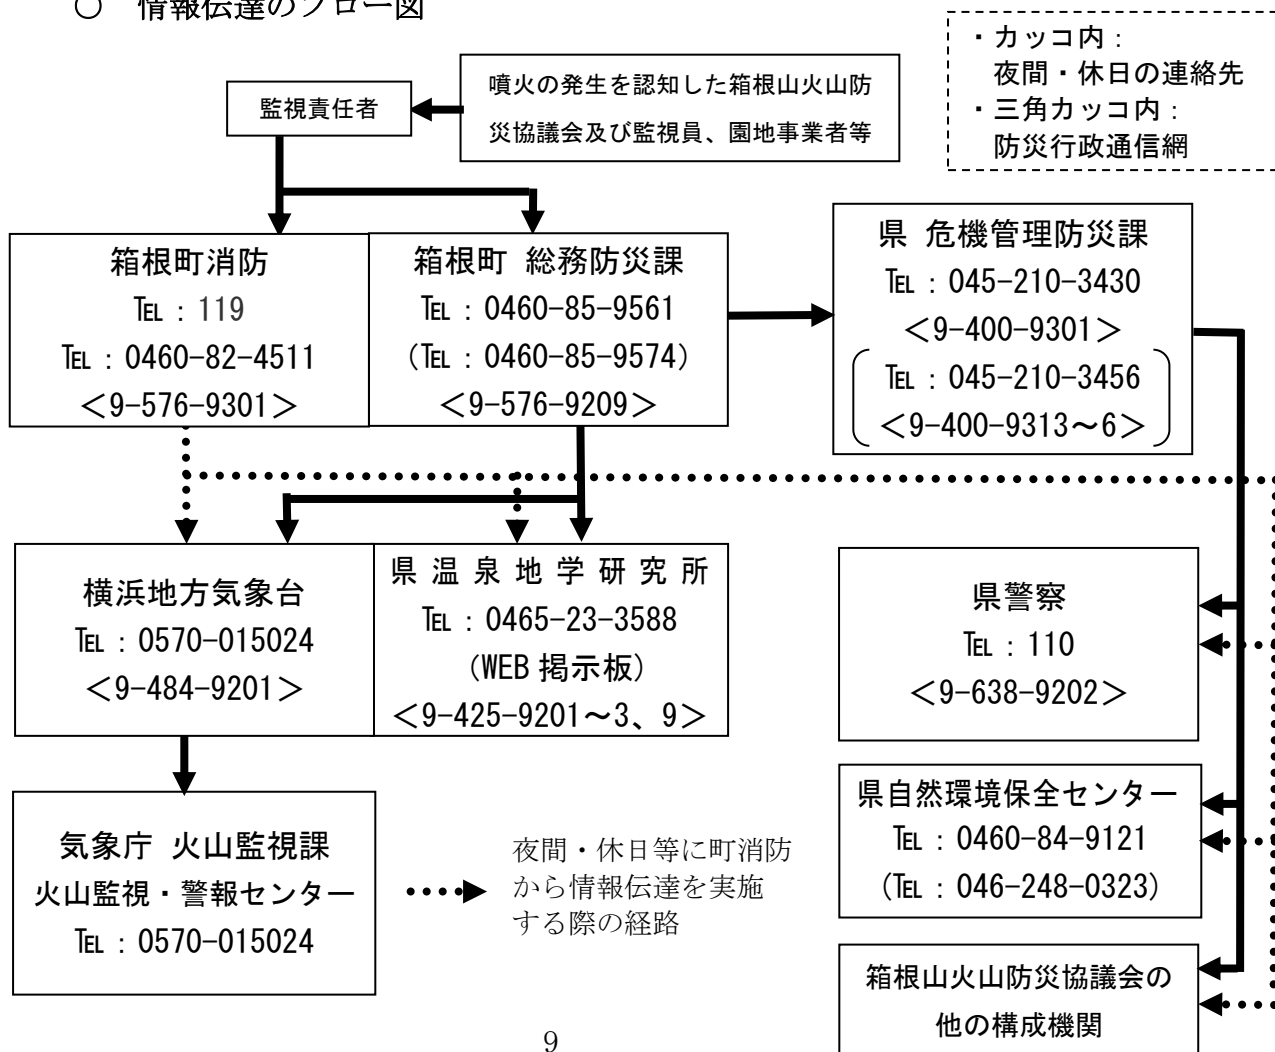 ○ 情報伝達のフロー図
・カッコ内：
夜間・休日の連絡先
・三角カッコ内：
防災行政通信網
監視責任者
噴火の発生を認知した箱根山火山防
災協議会及び監視員、園地事業者等
箱根町消防
℡：119
℡：0460-82-4511
＜9-576-9301＞
箱根町 総務防災課
℡：0460-85-9561
（℡：0460-85-9574）
＜9-576-9209＞
県 危機管理防災課
℡：045-210-3430
＜9-400-9301＞
℡：045-210-3456
＜9-400-9313～6＞
横浜地方気象台
℡：0570-015024
＜9-484-9201＞
県温泉地学研究所
℡：0465-23-3588
（WEB 掲示板）
＜9-425-9201～3、9＞
県警察
℡：110
＜9-638-9202＞
気象庁 火山監視課
火山監視・警報センター
℡：0570-015024
夜間・休日等に町消防
から情報伝達を実施
する際の経路
県自然環境保全センター
℡：0460-84-9121
（℡：046-248-0323）
箱根山火山防災協議会の
他の構成機関
9